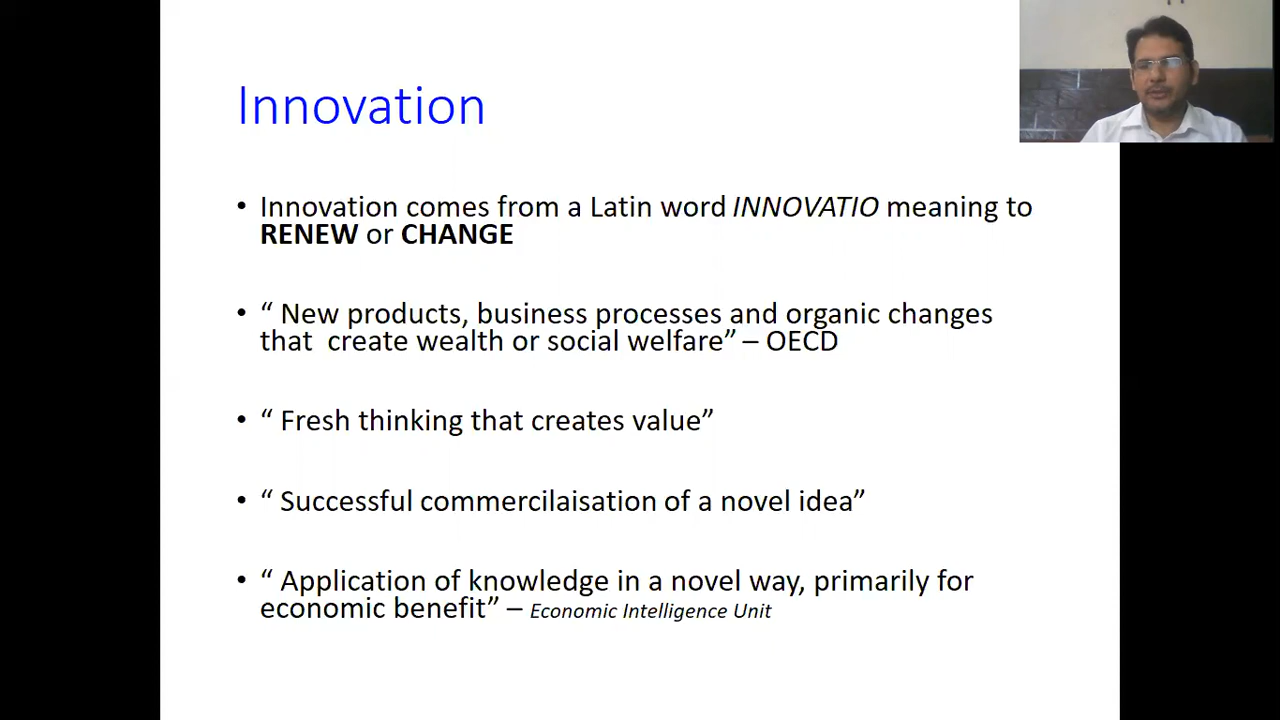 Innovation
• Innovation comes from a Latin word INNOVATIO meaning to
RENEW or CHANGE
• “ New products, business processes and organic changes
that  create wealth or social welfare” – OECD
• “ Fresh thinking that creates value”
• “ Successful commercilaisation of a novel idea”
• “ Application of knowledge in a novel way, primarily for
economic benefit” – Economic Intelligence Unit